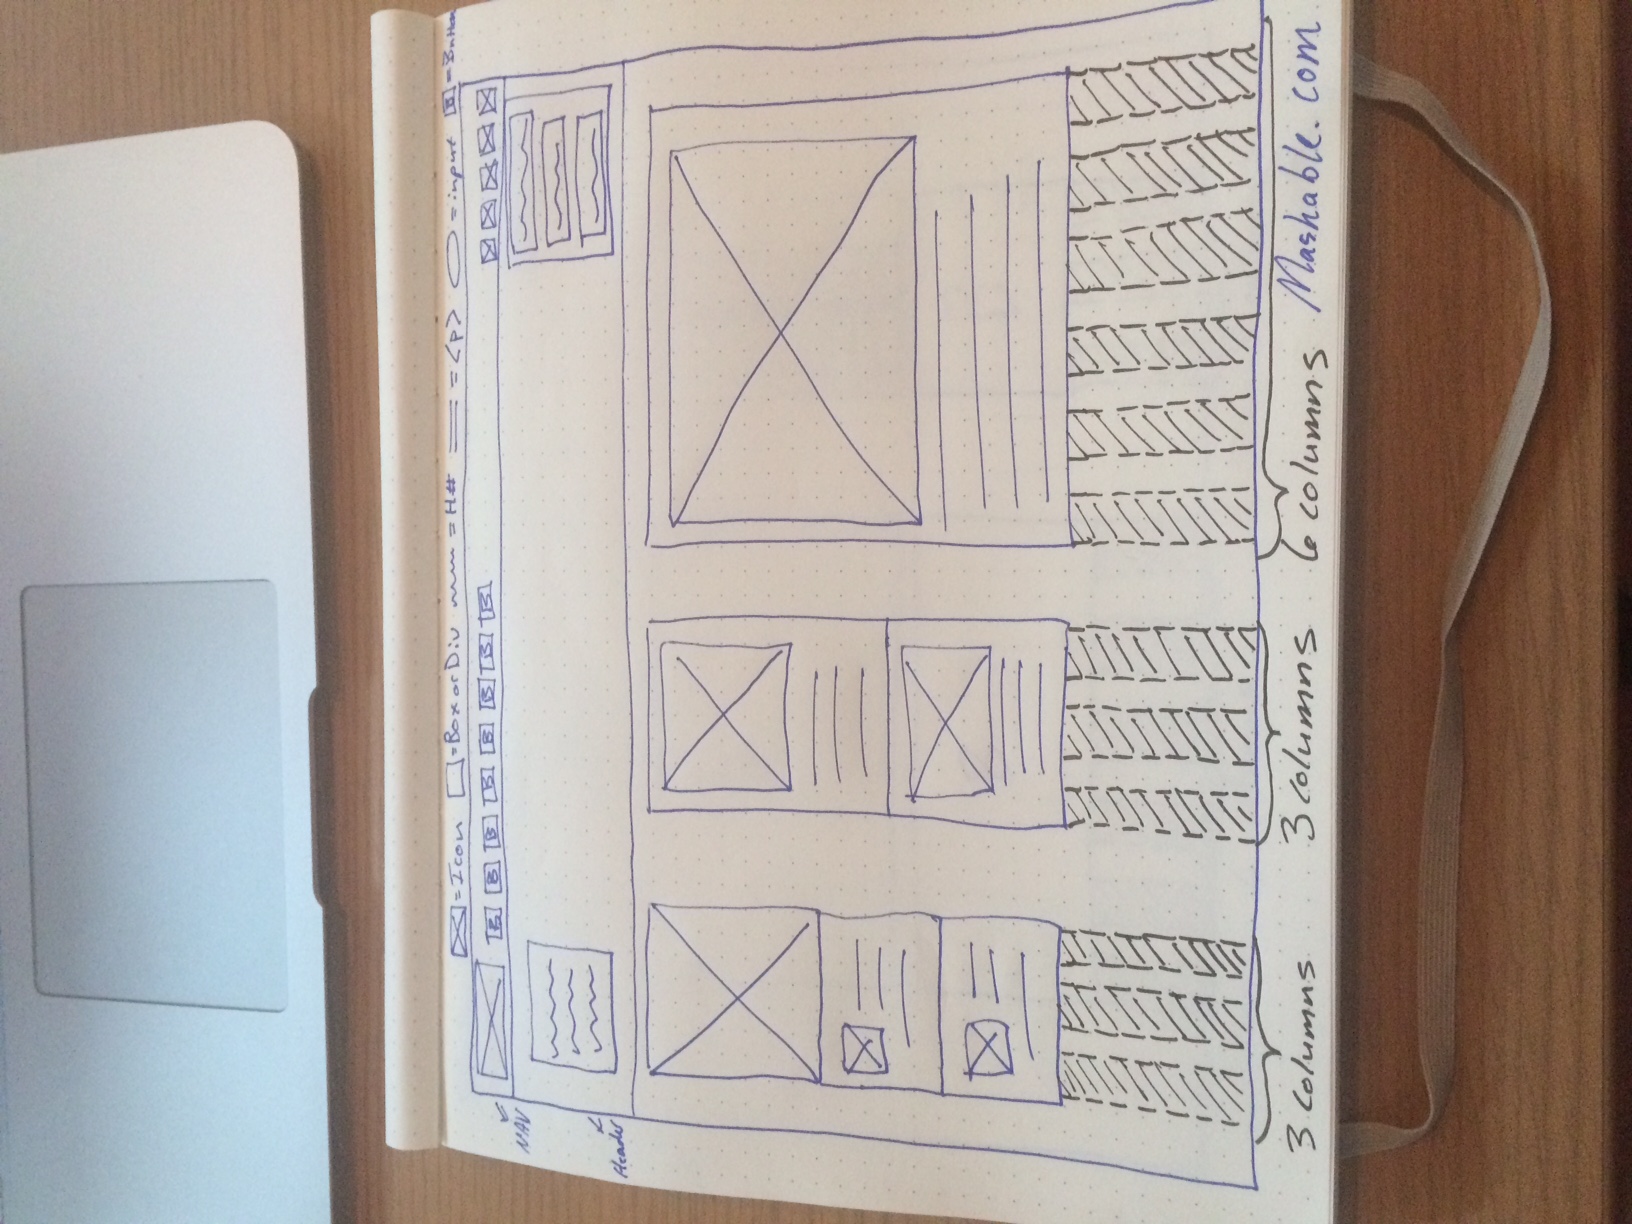 =Icon =Box or Div =H# =<p> =input B =Button
B B B B B B B B
NAV
Header
3 columns 3 columns 6 columns Mashable.com